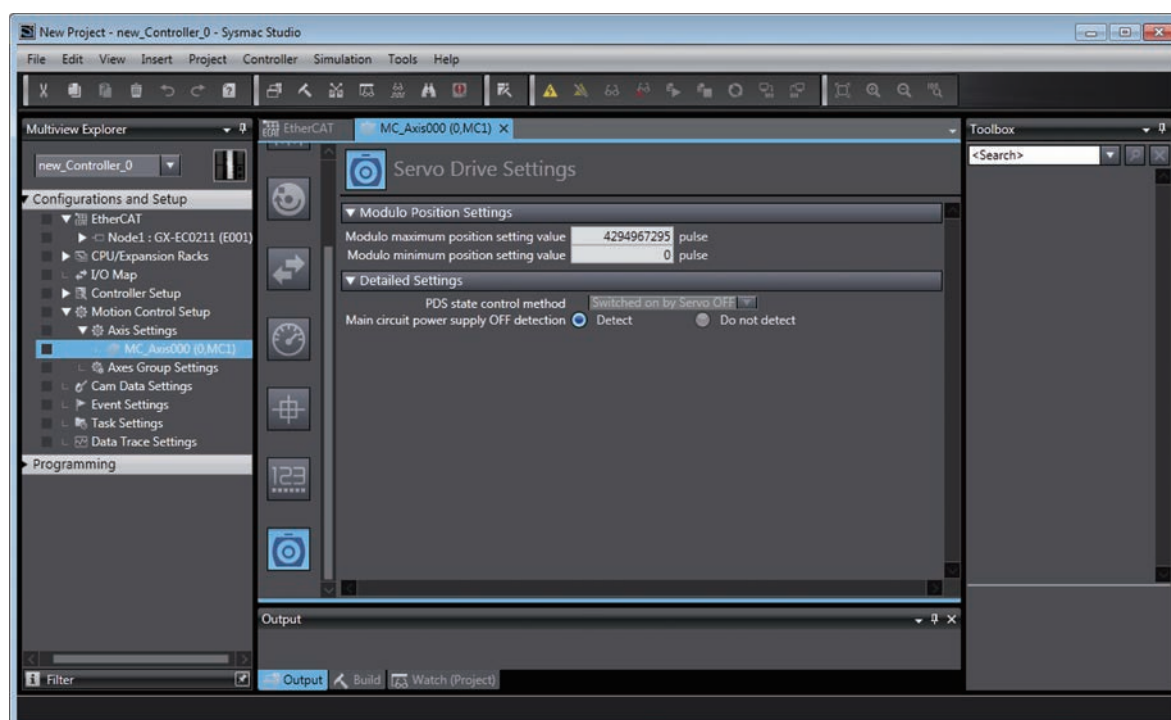 New Project - new_Controller_0 - Sysmac Studio
File Edit View Insert Project Controller Simulation Tools Help
Multiview Explorer
new_Controller_0
Configurations and Setup
EtherCAT
Node1 : GX-EC0211 (E001)
CPU/Expansion Racks
I/O Map
Controller Setup
Motion Control Setup
Axis Settings
MC_Axis000 (0,MC1)
Axes Group Settings
Cam Data Settings
Event Settings
Task Settings
Data Trace Settings
Programming
Filter
EtherCAT
MC_Axis000 (0,MC1)
Servo Drive Settings
Modulo Position Settings
Modulo maximum position setting value 4294967295 pulse
Modulo minimum position setting value 0 pulse
Detailed Settings
PDS state control method Switched on by Servo OFF
Main circuit power supply OFF detection Detect Do not detect
123
Output
Output Build Watch (Project)
Toolbox
<Search>